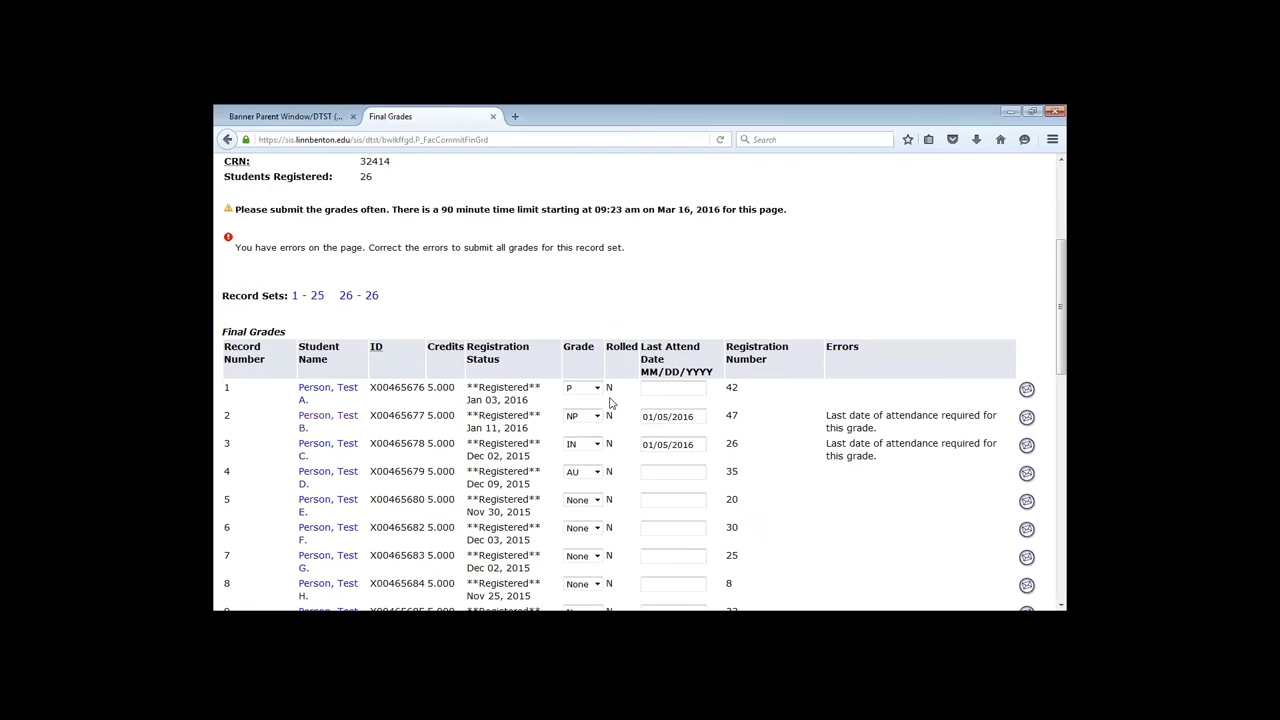 Banner Parent Window/DTST (... Final Grades
https://sis.linnbenton.edu/sis/dtst/bwlkffgd.P_FacCommitFinGrd Search
CRN: 32414
Students Registered: 26
Please submit the grades often. There is a 90 minute time limit starting at 09:23 am on Mar 16, 2016 for this page.
You have errors on the page. Correct the errors to submit all grades for this record set.
Record Sets: 1 - 25 26 - 26
Final Grades
Record Student ID Credits Registration Grade Rolled Last Attend Registration Errors
Number Name Status Date Number
MM/DD/YYYY
1 Person, Test X00465676 5.000 **Registered** P N 42
A. Jan 03, 2016
2 Person, Test X00465677 5.000 **Registered** NP N 01/05/2016 47 Last date of attendance required for
B. Jan 11, 2016 this grade.
3 Person, Test X00465678 5.000 **Registered** IN N 01/05/2016 26 Last date of attendance required for
C. Dec 02, 2015 this grade.
4 Person, Test X00465679 5.000 **Registered** AU N 35
D. Dec 09, 2015
5 Person, Test X00465680 5.000 **Registered** None N 20
E. Nov 30, 2015
6 Person, Test X00465682 5.000 **Registered** None N 30
F. Dec 03, 2015
7 Person, Test X00465683 5.000 **Registered** None N 25
G. Dec 02, 2015
8 Person, Test X00465684 5.000 **Registered** None N 8
H. Nov 25, 2015